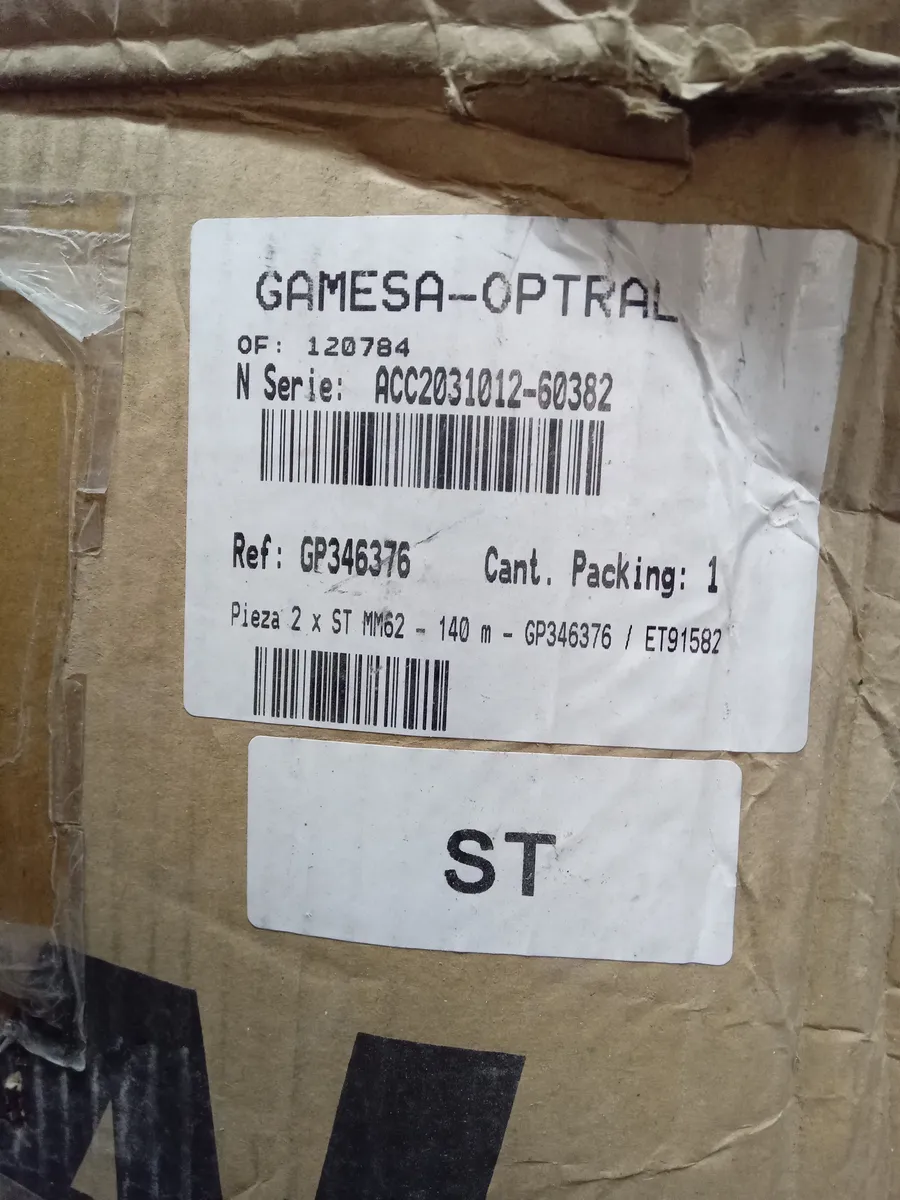 GAMESA-OPTRAL
OF: 120784
N Serie: ACC2031012-60382
Ref: GP346376 Cant. Packing: 1
Pieza 2 x ST MM62 - 140 m - GP346376 / ET91582
ST